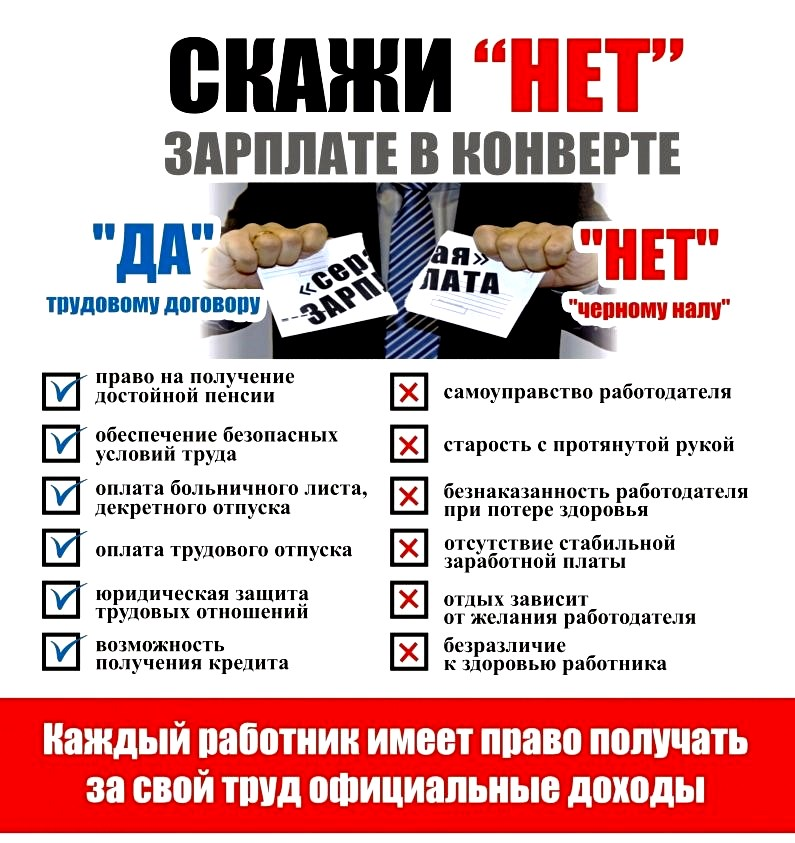 СКАЖИ “НЕТ”
ЗАРПЛАТЕ В КОНВЕРТЕ
"ДА"
трудовому договору
«сер
ЗАРП
ая»
ЛАТА
"НЕТ"
"черному налу"
право на получение
достойной пенсии
обеспечение безопасных
условий труда
оплата больничного листа,
декретного отпуска
оплата трудового отпуска
юридическая защита
трудовых отношений
возможность
получения кредита
самоуправство работодателя
старость с протянутой рукой
безнаказанность работодателя
при потере здоровья
отсутствие стабильной
заработной платы
отдых зависит
от желания работодателя
безразличие
к здоровью работника
Каждый работник имеет право получать
за свой труд официальные доходы